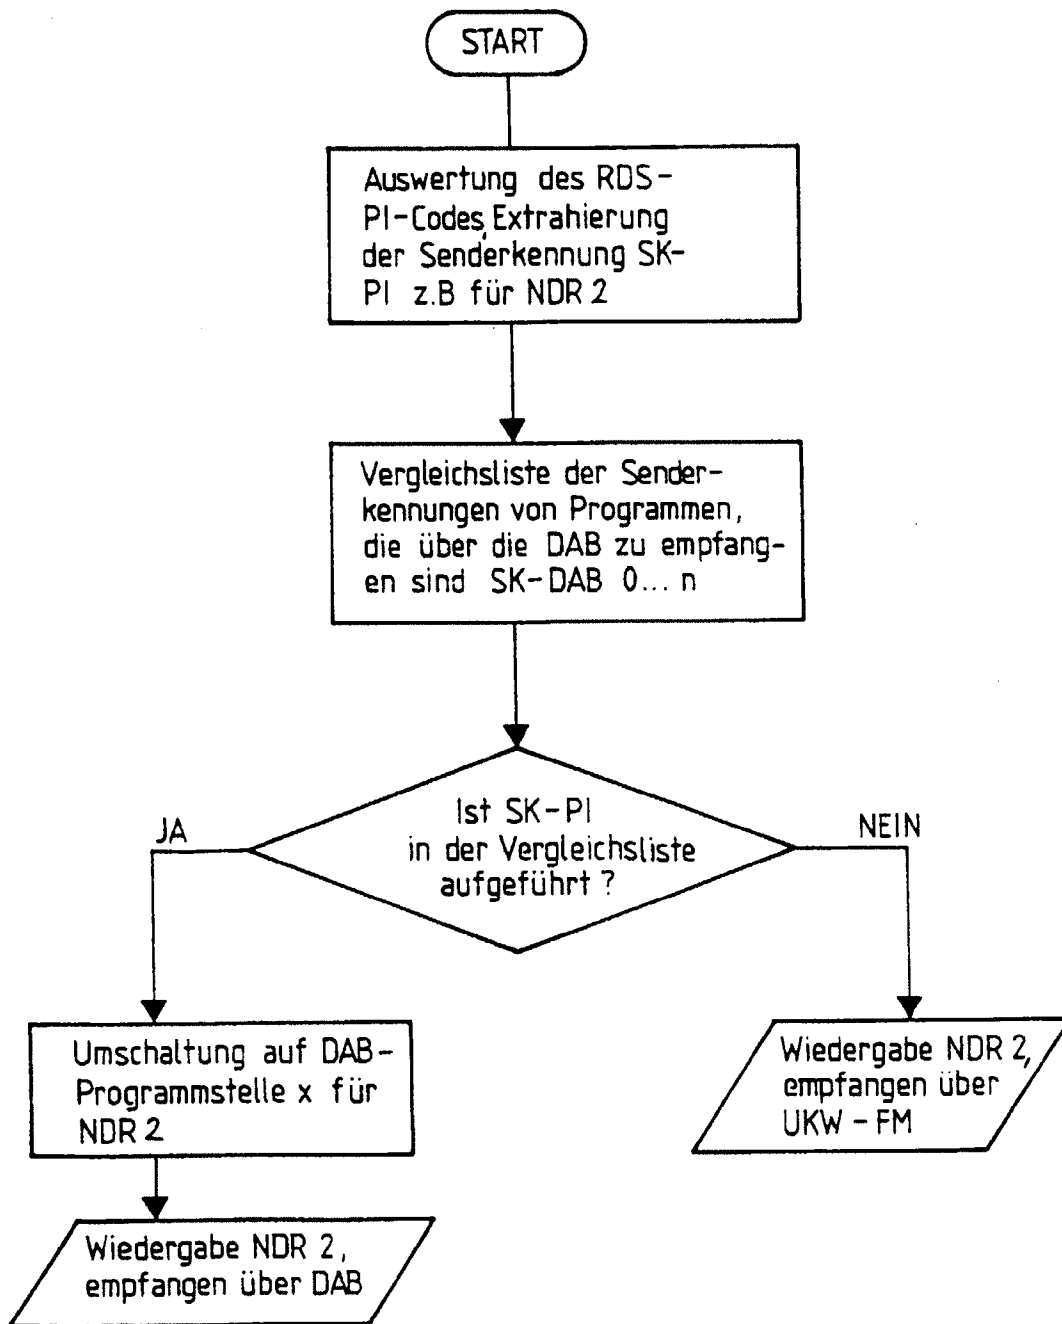 START
Auswertung des RDS-
PI-Codes, Extrahierung
der Senderkennung SK-
PI z.B für NDR 2
Vergleichsliste der Sender-
kennungen von Programmen,
die über die DAB zu empfang-
en sind SK-DAB 0... n
Ist SK-PI
in der Vergleichsliste
aufgeführt ?
JA
NEIN
Umschaltung auf DAB-
Programmstelle x für
NDR 2
Wiedergabe NDR 2,
empfangen über
UKW-FM
Wiedergabe NDR 2,
empfangen über DAB